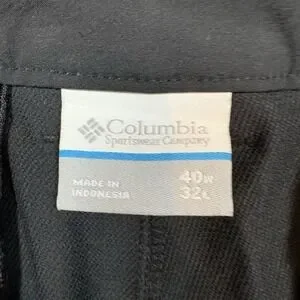 Columbia
Sportswear Company
40W
MADE IN
32L
INDONESIA